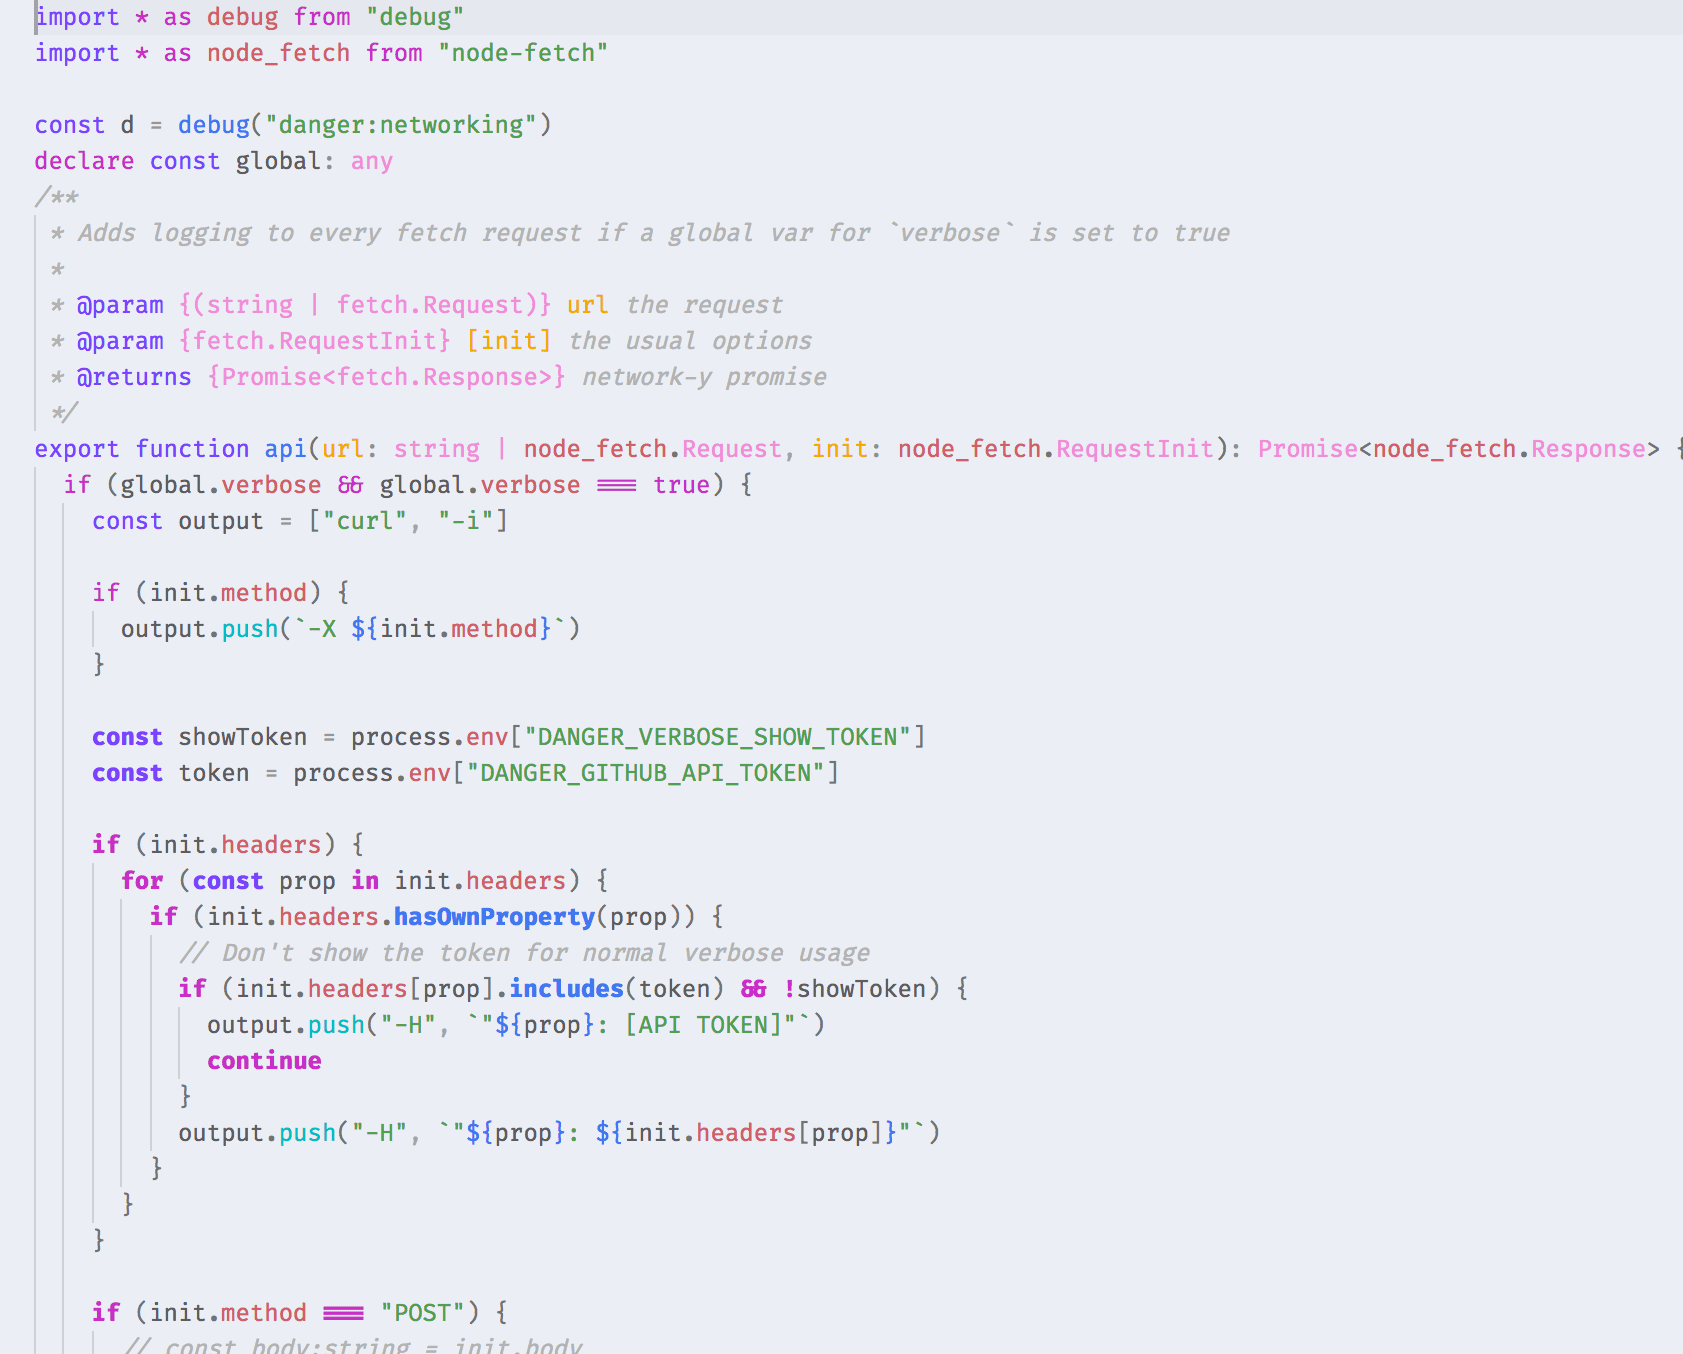 import * as debug from "debug"
import * as node_fetch from "node-fetch"
const d = debug("danger:networking")
declare const global: any
/**
* Adds logging to every fetch request if a global var for `verbose` is set to true
*
* @param {(string | fetch.Request)} url the request
* @param {fetch.RequestInit} [init] the usual options
* @returns {Promise<fetch.Response>} network-y promise
*/
export function api(url: string | node_fetch.Request, init: node_fetch.RequestInit): Promise<node_fetch.Response> {
if (global.verbose && global.verbose === true) {
const output = ["curl", "-i"]
if (init.method) {
output.push(`-X ${init.method}`)
}
const showToken = process.env["DANGER_VERBOSE_SHOW_TOKEN"]
const token = process.env["DANGER_GITHUB_API_TOKEN"]
if (init.headers) {
for (const prop in init.headers) {
if (init.headers.hasOwnProperty(prop)) {
// Don't show the token for normal verbose usage
if (init.headers[prop].includes(token) && !showToken) {
output.push("-H", `"${prop}: [API TOKEN]"`)
continue
}
output.push("-H", `"${prop}: ${init.headers[prop]}"`)
}
}
}
if (init.method === "POST") {
// const body:string = init.body